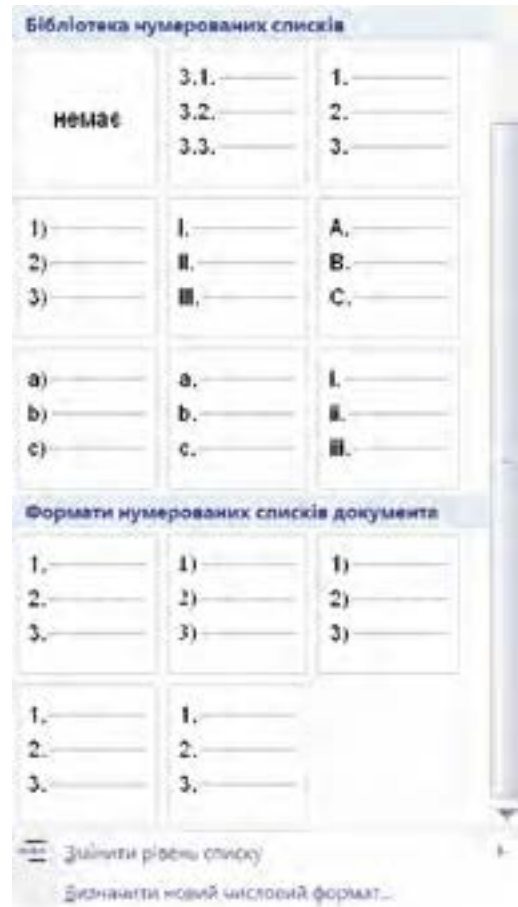 Бібліотека нумерованих списків
немає 3.1. 1.
3.2. 2.
3.3. 3.
1) I. A.
2) II. B.
3) III. C.
a) a. i.
b) b. ii.
c) c. iii.
Формати нумерованих списків документа
1. 1) 1)
2. 2) 2)
3. 3) 3)
1. 1.
2. 2.
3. 3.
Змінити рівень списку
Визначити новий числовий формат...